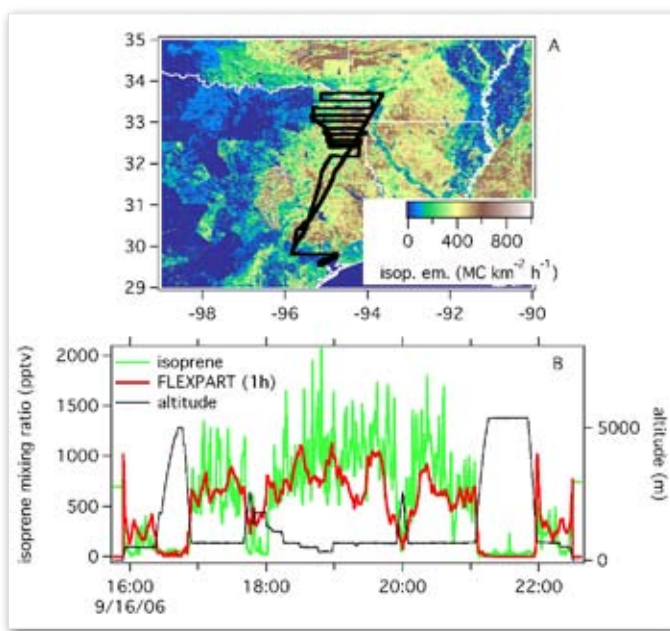 A
35
34
33
32
31
30
29
0 400 800
isop. em. (MC km⁻² h⁻¹)
-98 -96 -94 -92 -90
B
isoprene
FLEXPART (1h)
altitude
isoprene mixing ratio (pptv)
2000
1500
1000
500
0
altitude (m)
5000
0
16:00 18:00 20:00 22:00
9/16/06